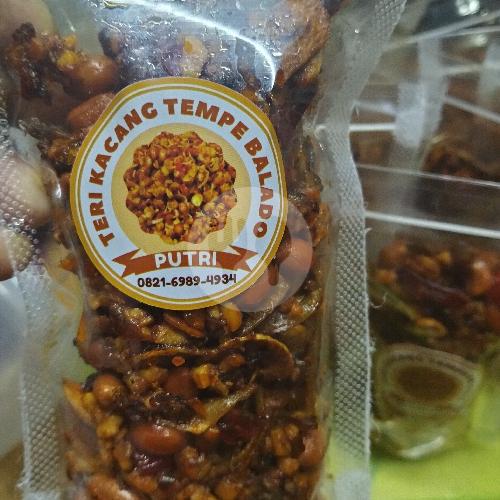 TERI KACANG TEMPE BALADO
PUTRI
0821-6989-4934